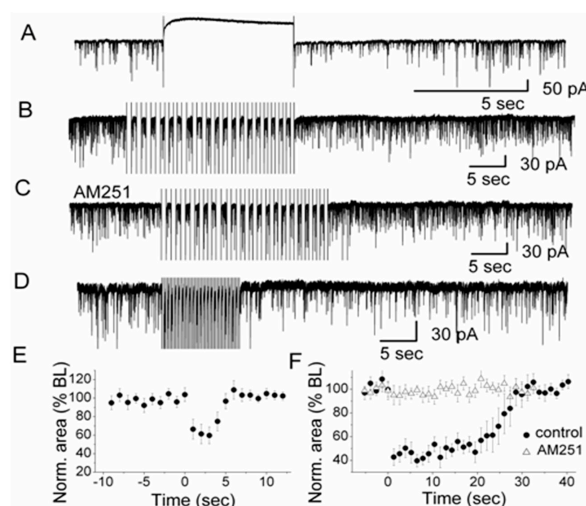 A
50 pA
5 sec
B
30 pA
5 sec
C
AM251
30 pA
5 sec
D
30 pA
5 sec
E
Norm. area (% BL)
120
100
80
60
40
20
-10 -5 0 5 10
Time (sec)
F
Norm. area (% BL)
100
80
60
40
control
AM251
0 10 20 30 40
Time (sec)